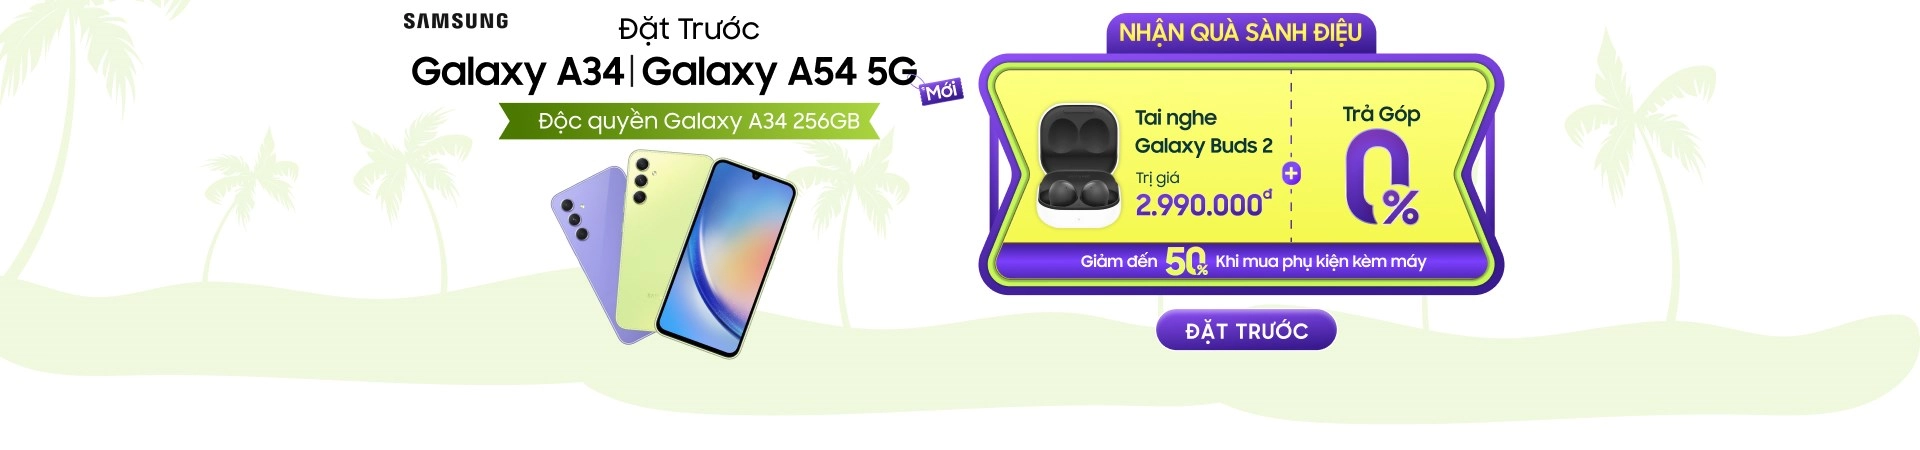 SAMSUNG
Đặt Trước
Galaxy A34 | Galaxy A54 5G
Mới
Độc quyền Galaxy A34 256GB
NHẬN QUÀ SÀNH ĐIỆU
Tai nghe
Galaxy Buds 2
Trị giá
2.990.000đ
+
Trả Góp
0%
Giảm đến 50% Khi mua phụ kiện kèm máy
ĐẶT TRƯỚC